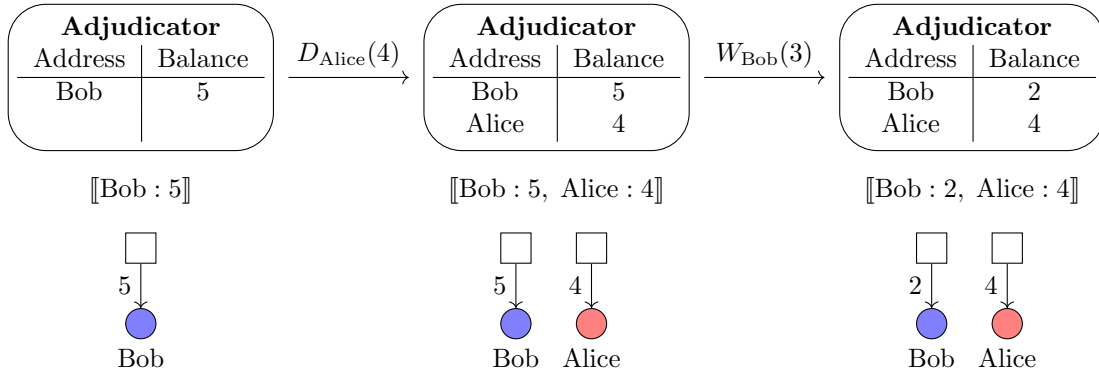 Adjudicator
Address Balance
Bob 5
D_Alice(4)
Adjudicator
Address Balance
Bob 5
Alice 4
W_Bob(3)
Adjudicator
Address Balance
Bob 2
Alice 4
⟦Bob : 5⟧
⟦Bob : 5, Alice : 4⟧
⟦Bob : 2, Alice : 4⟧
5
Bob
5 4
Bob Alice
2 4
Bob Alice